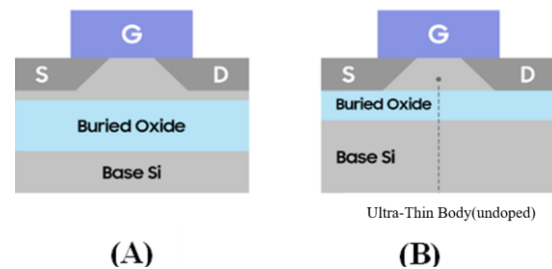 G
S D
Buried Oxide
Base Si
(A)
G
S D
Buried Oxide
Base Si
Ultra-Thin Body(undoped)
(B)